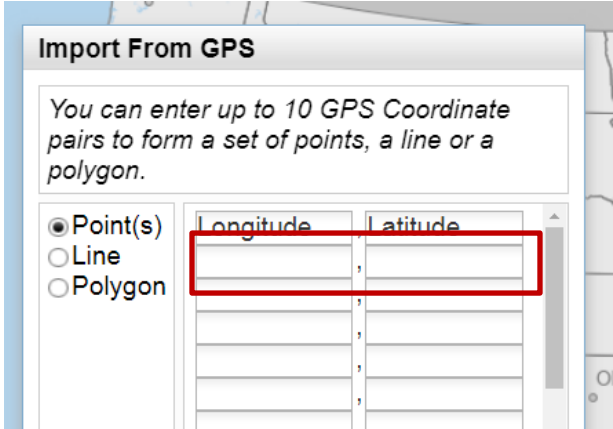 Import From GPS
You can enter up to 10 GPS Coordinate
pairs to form a set of points, a line or a
polygon.
Point(s)
Line
Polygon
Longitude , Latitude
,
,
,
,
,